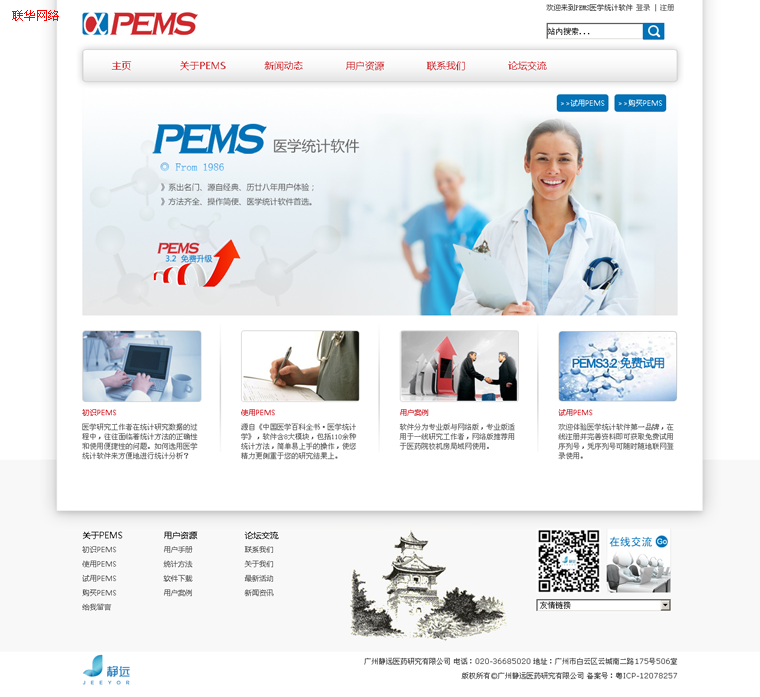 联华网络
PEMS
欢迎来到PEMS医学统计软件 登录 | 注册
站内搜索...
主页 关于PEMS 新闻动态 用户资源 联系我们 论坛交流
>>试用PEMS >>购买PEMS
PEMS 医学统计软件
◎ From 1986
》系出名门、源自经典、历廿八年用户体验；
》方法齐全、操作简便、医学统计软件首选。
PEMS
3.2 免费升级
PEMS3.2 免费试用
初识PEMS
医学研究工作者在统计研究数据的过
程中，往往面临着统计方法的正确性
和使用便捷性的问题。如何选用医学
统计软件来方便地进行统计分析？
使用PEMS
源自《中国医学百科全书·医学统计
学》，软件含8大模块，包括110余种
统计方法，简单易上手的操作，使您
精力更侧重于您的研究结果上。
用户案例
软件分为专业版与网络版，专业版适
用于一线研究工作者，网络版推荐用
于医药院校机房局域网使用。
试用PEMS
欢迎体验医学统计软件第一品牌，在
线注册并完善资料即可获取免费试用
序列号，凭序列号可随时随地联网登
录使用。
关于PEMS
初识PEMS
使用PEMS
试用PEMS
购买PEMS
给我留言
用户资源
用户手册
统计方法
软件下载
用户案例
论坛交流
联系我们
关于我们
最新活动
新闻资讯
在线交流 Go
友情链接
静远
JEEYOR
广州静远医药研究有限公司 电话：020-36685020 地址：广州市白云区云城南二路175号506室
版权所有©广州静远医药研究有限公司 备案号：粤ICP-12078257